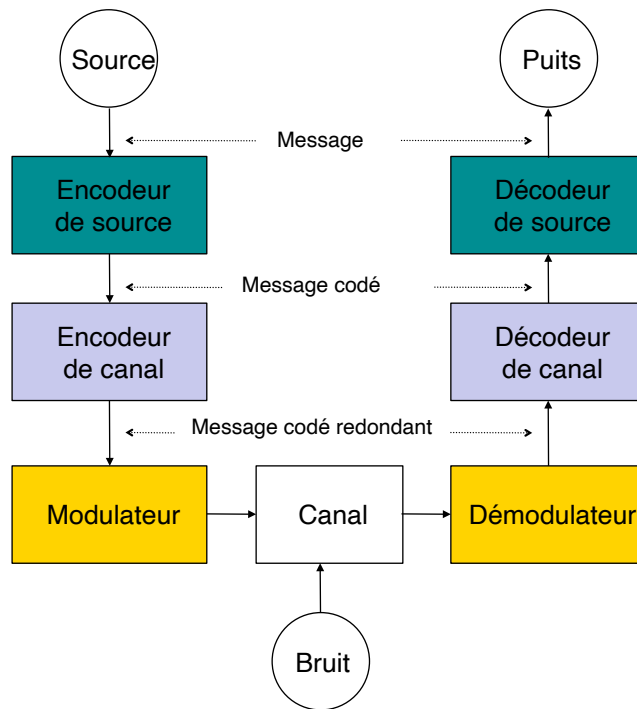 Source
Puits
Message
Encodeur
de source
Décodeur
de source
Message codé
Encodeur
de canal
Décodeur
de canal
Message codé redondant
Modulateur
Canal
Démodulateur
Bruit